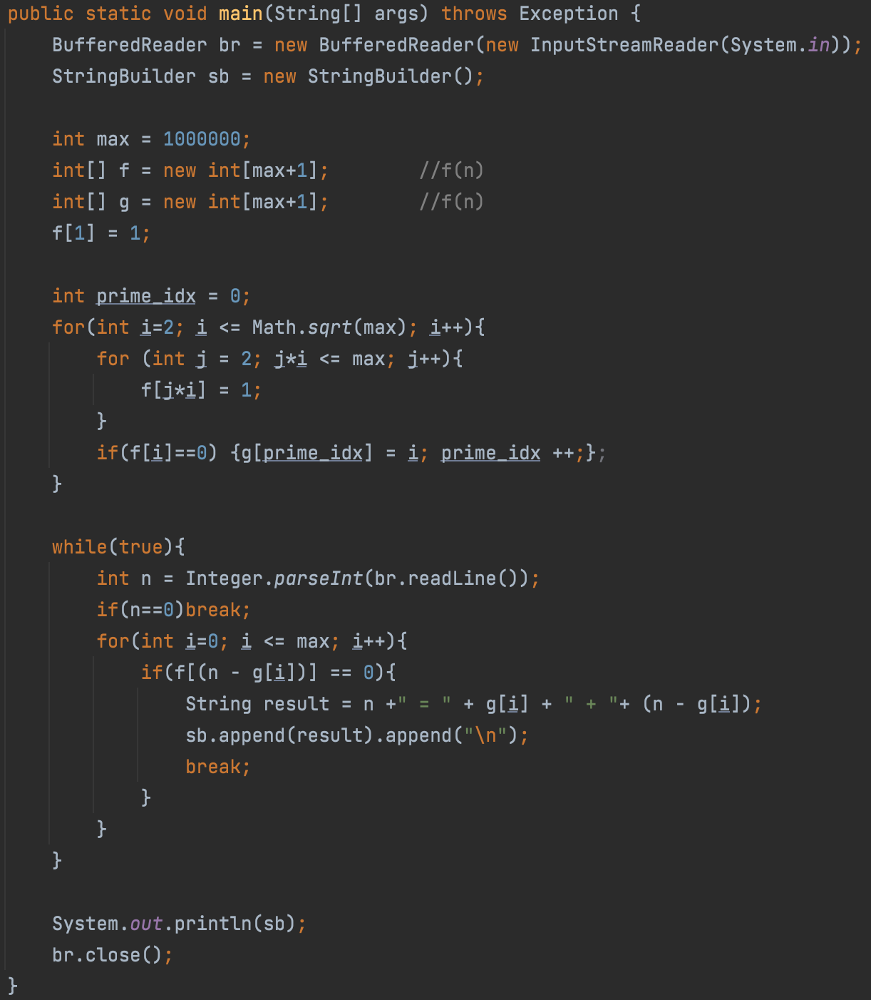 public static void main(String[] args) throws Exception {
    BufferedReader br = new BufferedReader(new InputStreamReader(System.in));
    StringBuilder sb = new StringBuilder();

    int max = 1000000;
    int[] f = new int[max+1];        //f(n)
    int[] g = new int[max+1];        //f(n)
    f[1] = 1;

    int prime_idx = 0;
    for(int i=2; i <= Math.sqrt(max); i++){
        for (int j = 2; j*i <= max; j++){
            f[j*i] = 1;
        }
        if(f[i]==0) {g[prime_idx] = i; prime_idx ++;};
    }

    while(true){
        int n = Integer.parseInt(br.readLine());
        if(n==0)break;
        for(int i=0; i <= max; i++){
            if(f[(n - g[i])] == 0){
                String result = n +" = " + g[i] + " + "+ (n - g[i]);
                sb.append(result).append("\n");
                break;
            }
        }
    }

    System.out.println(sb);
    br.close();
}